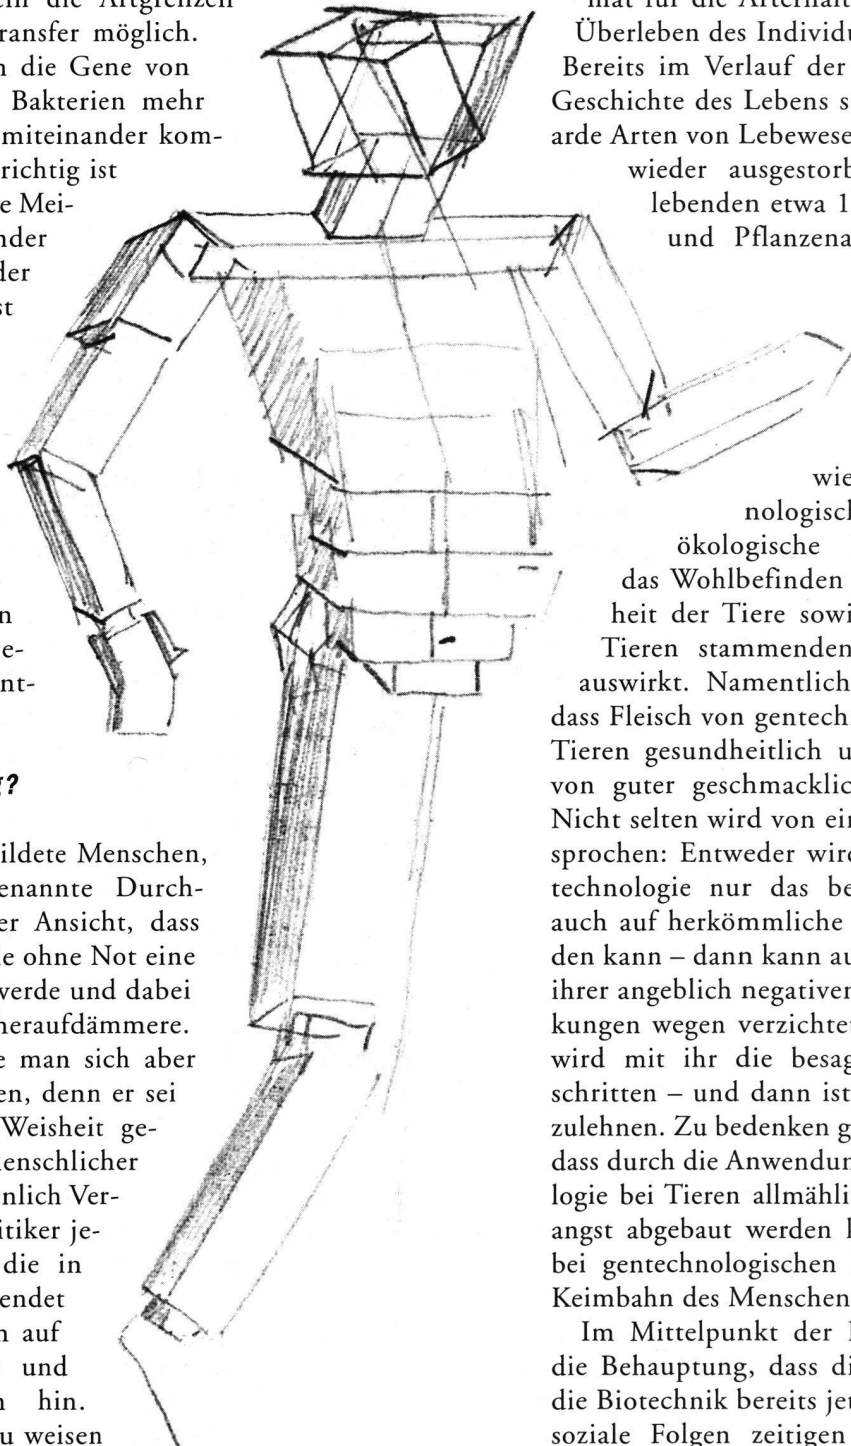 em die Artgrenzen
ransfer möglich.
n die Gene von
Bakterien mehr
miteinander kom-
richtig ist
e Mei-
nder
der
st
n
e-
nt-
g?
ildete Menschen,
enannte Durch-
er Ansicht, dass
e ohne Not eine
werde und dabei
heraufdämmere.
e man sich aber
en, denn er sei
Weisheit ge-
enschlicher
nlich Ver-
itiker je-
die in
endet
n auf
und
n hin.
u weisen
mat für die Arterhalt
Überleben des Individu
Bereits im Verlauf der
Geschichte des Lebens s
arde Arten von Lebewese
wieder ausgestorb
lebenden etwa 1
und Pflanzena
wie
nologisch
ökologische
das Wohlbefinden
heit der Tiere sowi
Tieren stammenden
auswirkt. Namentlich
dass Fleisch von gentech
Tieren gesundheitlich u
von guter geschmacklic
Nicht selten wird von ein
sprochen: Entweder wird
technologie nur das be
auch auf herkömmliche
den kann – dann kann au
ihrer angeblich negativen
kungen wegen verzichte
wird mit ihr die besag
schritten – und dann ist
zulehnen. Zu bedenken g
dass durch die Anwendun
logie bei Tieren allmähli
angst abgebaut werden k
bei gentechnologischen
Keimbahn des Menschen
Im Mittelpunkt der
die Behauptung, dass di
die Biotechnik bereits jet
soziale Folgen zeitigen